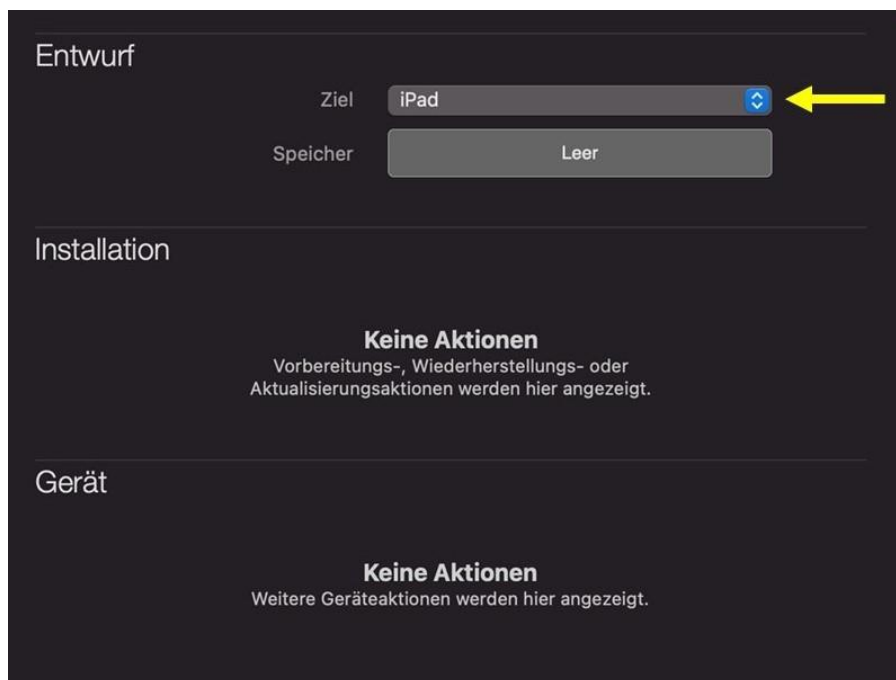 Entwurf
Ziel iPad
Speicher Leer
Installation
Keine Aktionen
Vorbereitungs-, Wiederherstellungs- oder
Aktualisierungsaktionen werden hier angezeigt.
Gerät
Keine Aktionen
Weitere Geräteaktionen werden hier angezeigt.